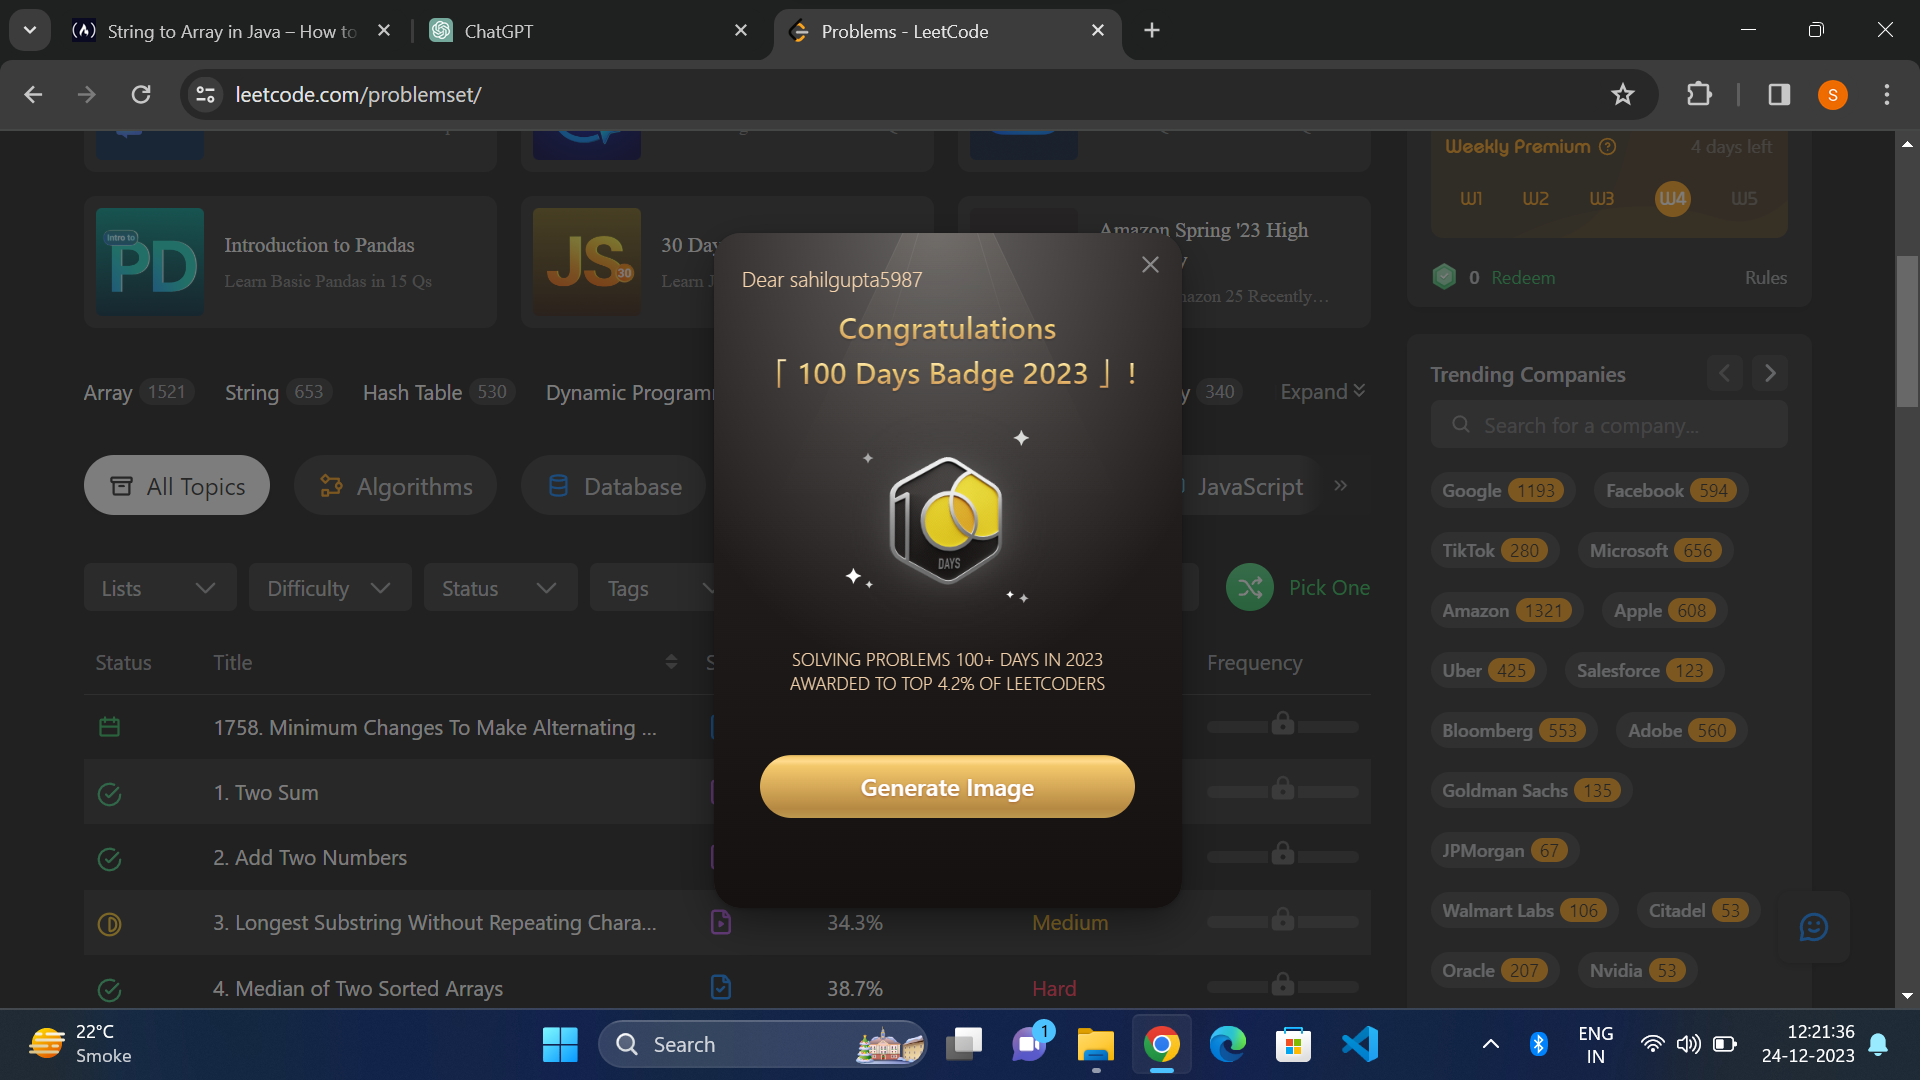 String to Array in Java – How to
ChatGPT
Problems - LeetCode
leetcode.com/problemset/
S
Weekly Premium
4 days left
W1 W2 W3 W4 W5
0 Redeem Rules
Intro to
PD
Introduction to Pandas
Learn Basic Pandas in 15 Qs
JS
30
30 Day
Learn J
Amazon Spring '23 High
y
mazon 25 Recently…
Dear sahilgupta5987
Congratulations
「 100 Days Badge 2023 」 !
DAYS
SOLVING PROBLEMS 100+ DAYS IN 2023
AWARDED TO TOP 4.2% OF LEETCODERS
Generate Image
Array 1521 String 653 Hash Table 530 Dynamic Program y 340 Expand
All Topics Algorithms Database JavaScript »
Lists Difficulty Status Tags Pick One
Status Title S Frequency
1758. Minimum Changes To Make Alternating ...
1. Two Sum
2. Add Two Numbers
3. Longest Substring Without Repeating Chara... 34.3% Medium
4. Median of Two Sorted Arrays 38.7% Hard
Trending Companies
Search for a company...
Google 1193 Facebook 594
TikTok 280 Microsoft 656
Amazon 1321 Apple 608
Uber 425 Salesforce 123
Bloomberg 553 Adobe 560
Goldman Sachs 135
JPMorgan 67
Walmart Labs 106 Citadel 53
Oracle 207 Nvidia 53
22°C
Smoke
Search
1
ENG
IN
12:21:36
24-12-2023